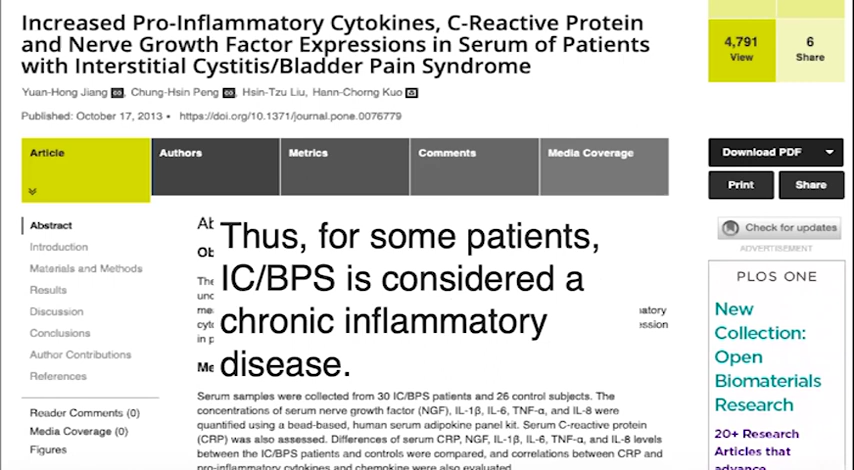 Increased Pro-Inflammatory Cytokines, C-Reactive Protein
and Nerve Growth Factor Expressions in Serum of Patients
with Interstitial Cystitis/Bladder Pain Syndrome
Yuan-Hong Jiang, Chung-Hsin Peng, Hsin-Tzu Liu, Hann-Chorng Kuo
Published: October 17, 2013 • https://doi.org/10.1371/journal.pone.0076779
4,791
View
6
Share
Article
Authors
Metrics
Comments
Media Coverage
Download PDF
Print
Share
Check for updates
ADVERTISEMENT
Abstract
Introduction
Materials and Methods
Results
Discussion
Conclusions
Author Contributions
References
Reader Comments (0)
Media Coverage (0)
Figures
Thus, for some patients,
IC/BPS is considered a
chronic inflammatory
disease.
Serum samples were collected from 30 IC/BPS patients and 26 control subjects. The
concentrations of serum nerve growth factor (NGF), IL-1β, IL-6, TNF-α, and IL-8 were
quantified using a bead-based, human serum adipokine panel kit. Serum C-reactive protein
(CRP) was also assessed. Differences of serum CRP, NGF, IL-1β, IL-6, TNF-α, and IL-8 levels
between the IC/BPS patients and controls were compared, and correlations between CRP and
pro-inflammatory cytokines and chemokine were also evaluated.
PLOS ONE
New
Collection:
Open
Biomaterials
Research
20+ Research
Articles that
advance